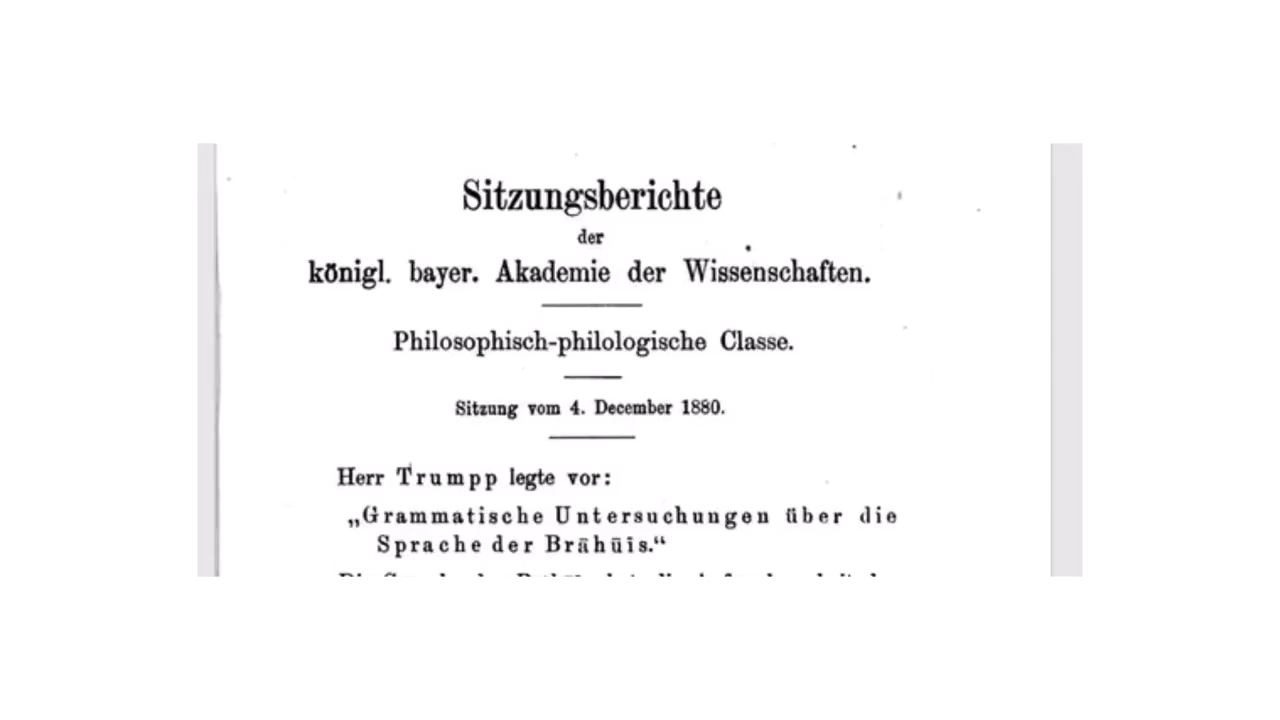 Sitzungsberichte
der
königl. bayer. Akademie der Wissenschaften.
Philosophisch-philologische Classe.
Sitzung vom 4. December 1880.
Herr Trumpp legte vor:
„Grammatische Untersuchungen über die
Sprache der Brāhūīs.“